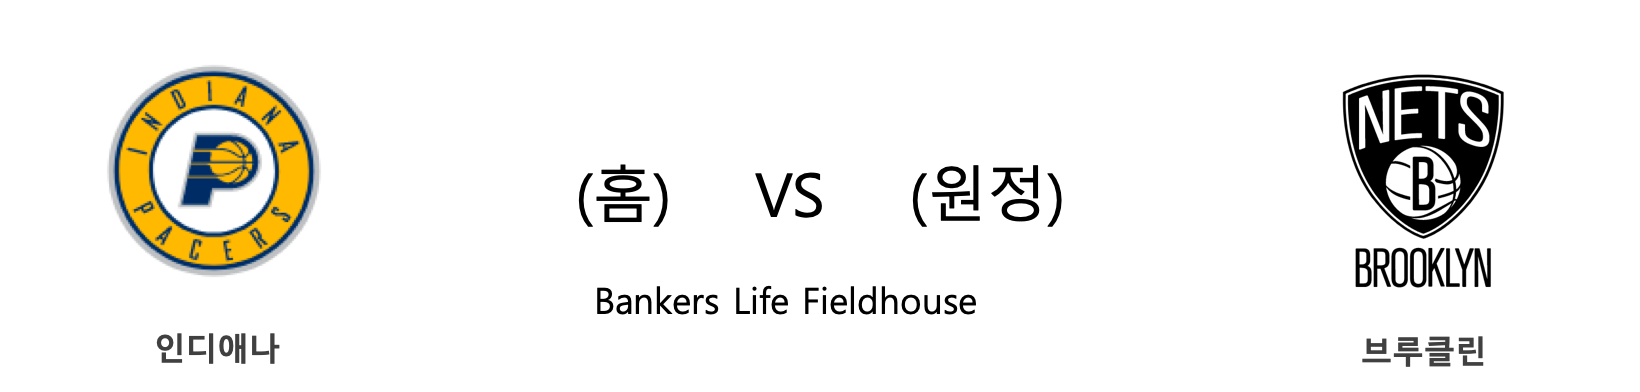 INDIANA
PACERS
NETS
B
BROOKLYN
(홈) VS (원정)
Bankers Life Fieldhouse
인디애나
브루클린